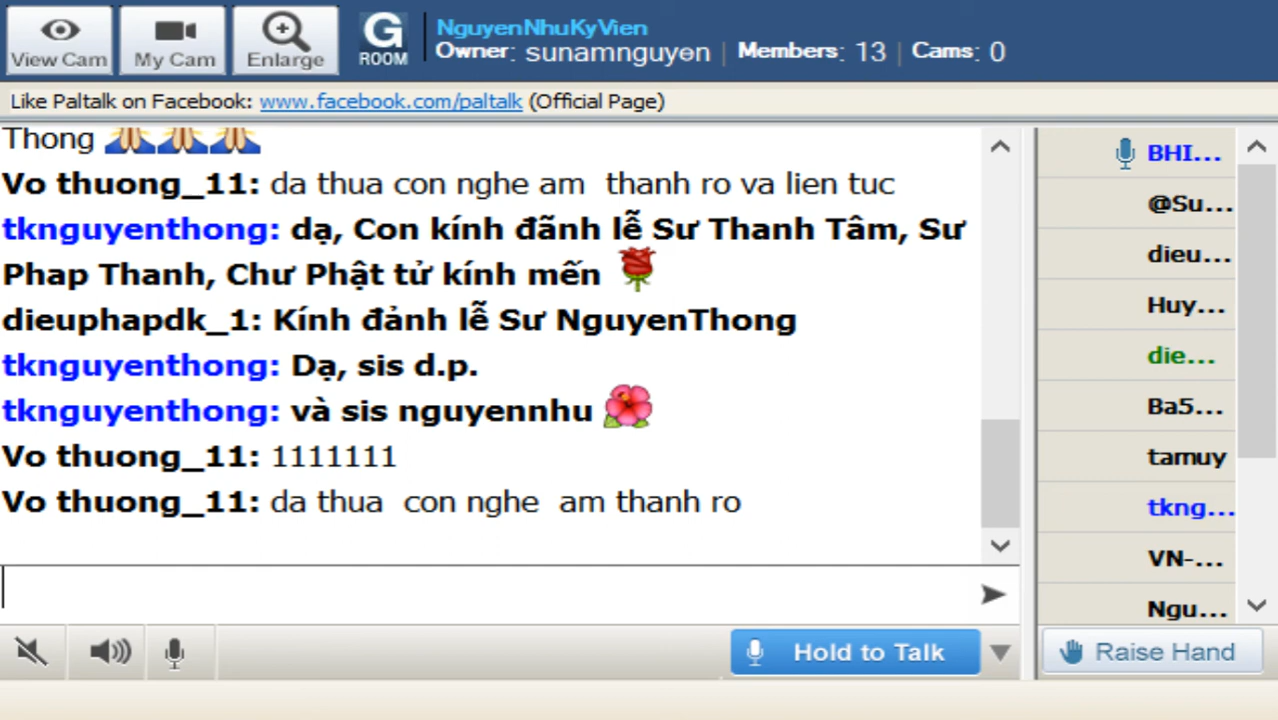 View Cam
My Cam
Enlarge
G
ROOM
NguyenNhuKyVien
Owner: sunamnguyen | Members: 13 | Cams: 0
Like Paltalk on Facebook: www.facebook.com/paltalk (Official Page)
Thong
Vo thuong_11: da thua con nghe am thanh ro va lien tuc
tknguyenthong: dạ, Con kính đãnh lễ Sư Thanh Tâm, Sư
Phap Thanh, Chư Phật tử kính mến
dieuphapdk_1: Kính đảnh lễ Sư NguyenThong
tknguyenthong: Dạ, sis d.p.
tknguyenthong: và sis nguyennhu
Vo thuong_11: 1111111
Vo thuong_11: da thua con nghe am thanh ro
BHI...
@Su...
dieu...
Huy...
die...
Ba5...
tamuy
tkng...
VN-...
Ngu...
Hold to Talk
Raise Hand